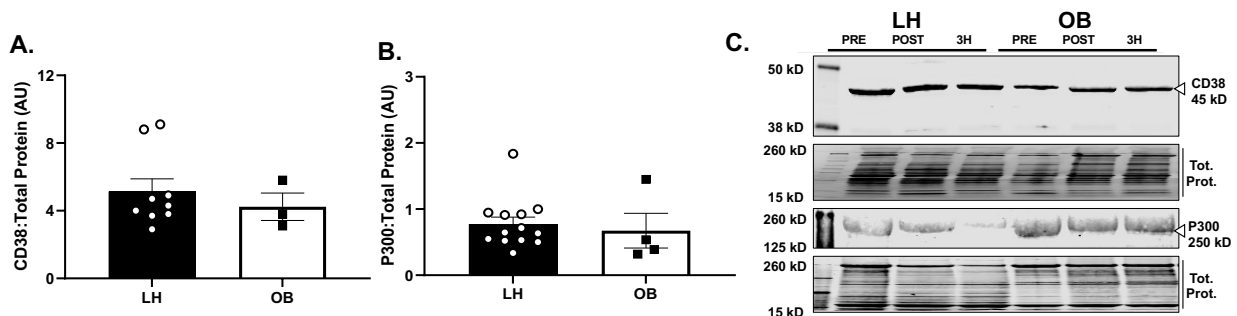 A.
CD38:Total Protein (AU)
12
8
4
0
LH
OB
B.
P300:Total Protein (AU)
3
2
1
0
LH
OB
C.
LH OB
PRE POST 3H PRE POST 3H
50 kD
38 kD
CD38
45 kD
260 kD
15 kD
Tot.
Prot.
260 kD
125 kD
P300
250 kD
260 kD
15 kD
Tot.
Prot.